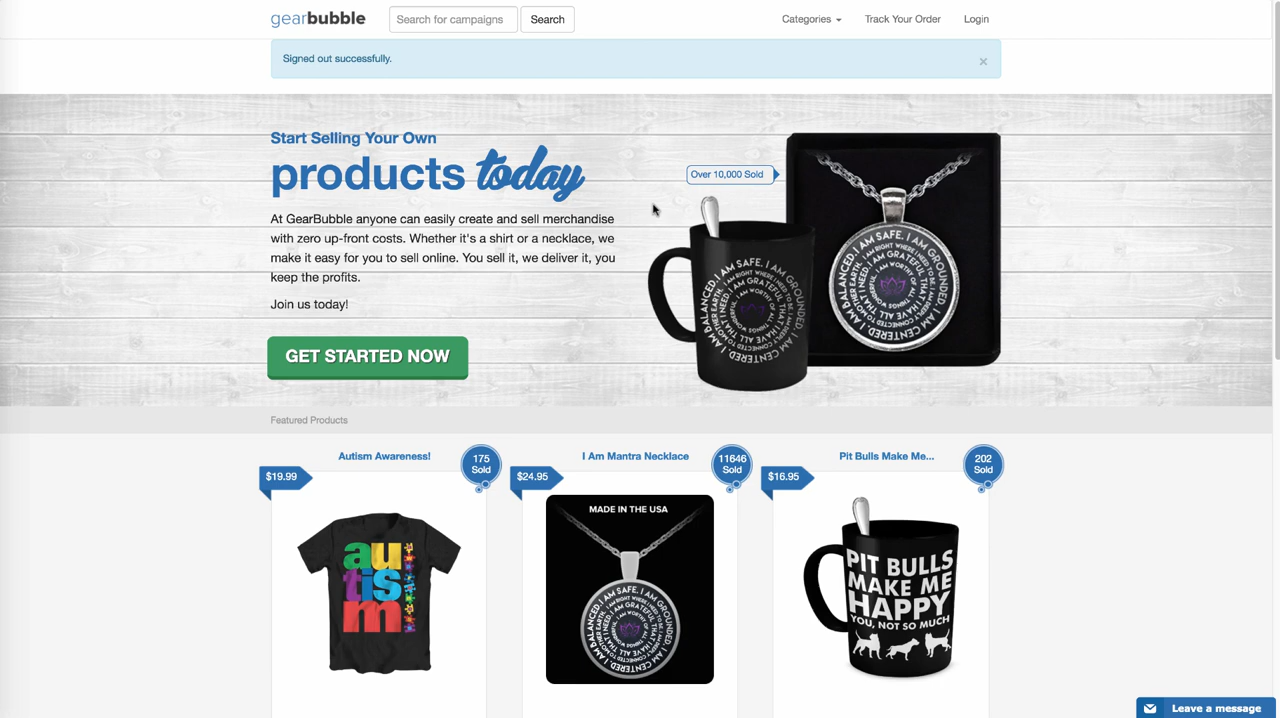 gearbubble
Search for campaigns
Search
Categories
Track Your Order
Login
Signed out successfully.
×
Start Selling Your Own
products today
At GearBubble anyone can easily create and sell merchandise
with zero up-front costs. Whether it's a shirt or a necklace, we
make it easy for you to sell online. You sell it, we deliver it, you
keep the profits.
Join us today!
GET STARTED NOW
Over 10,000 Sold
Featured Products
Autism Awareness!
175
Sold
$19.99
autism
I Am Mantra Necklace
11646
Sold
$24.95
MADE IN THE USA
Pit Bulls Make Me...
202
Sold
$16.95
PIT BULLS
MAKE ME
HAPPY
YOU, NOT SO MUCH
Leave a message